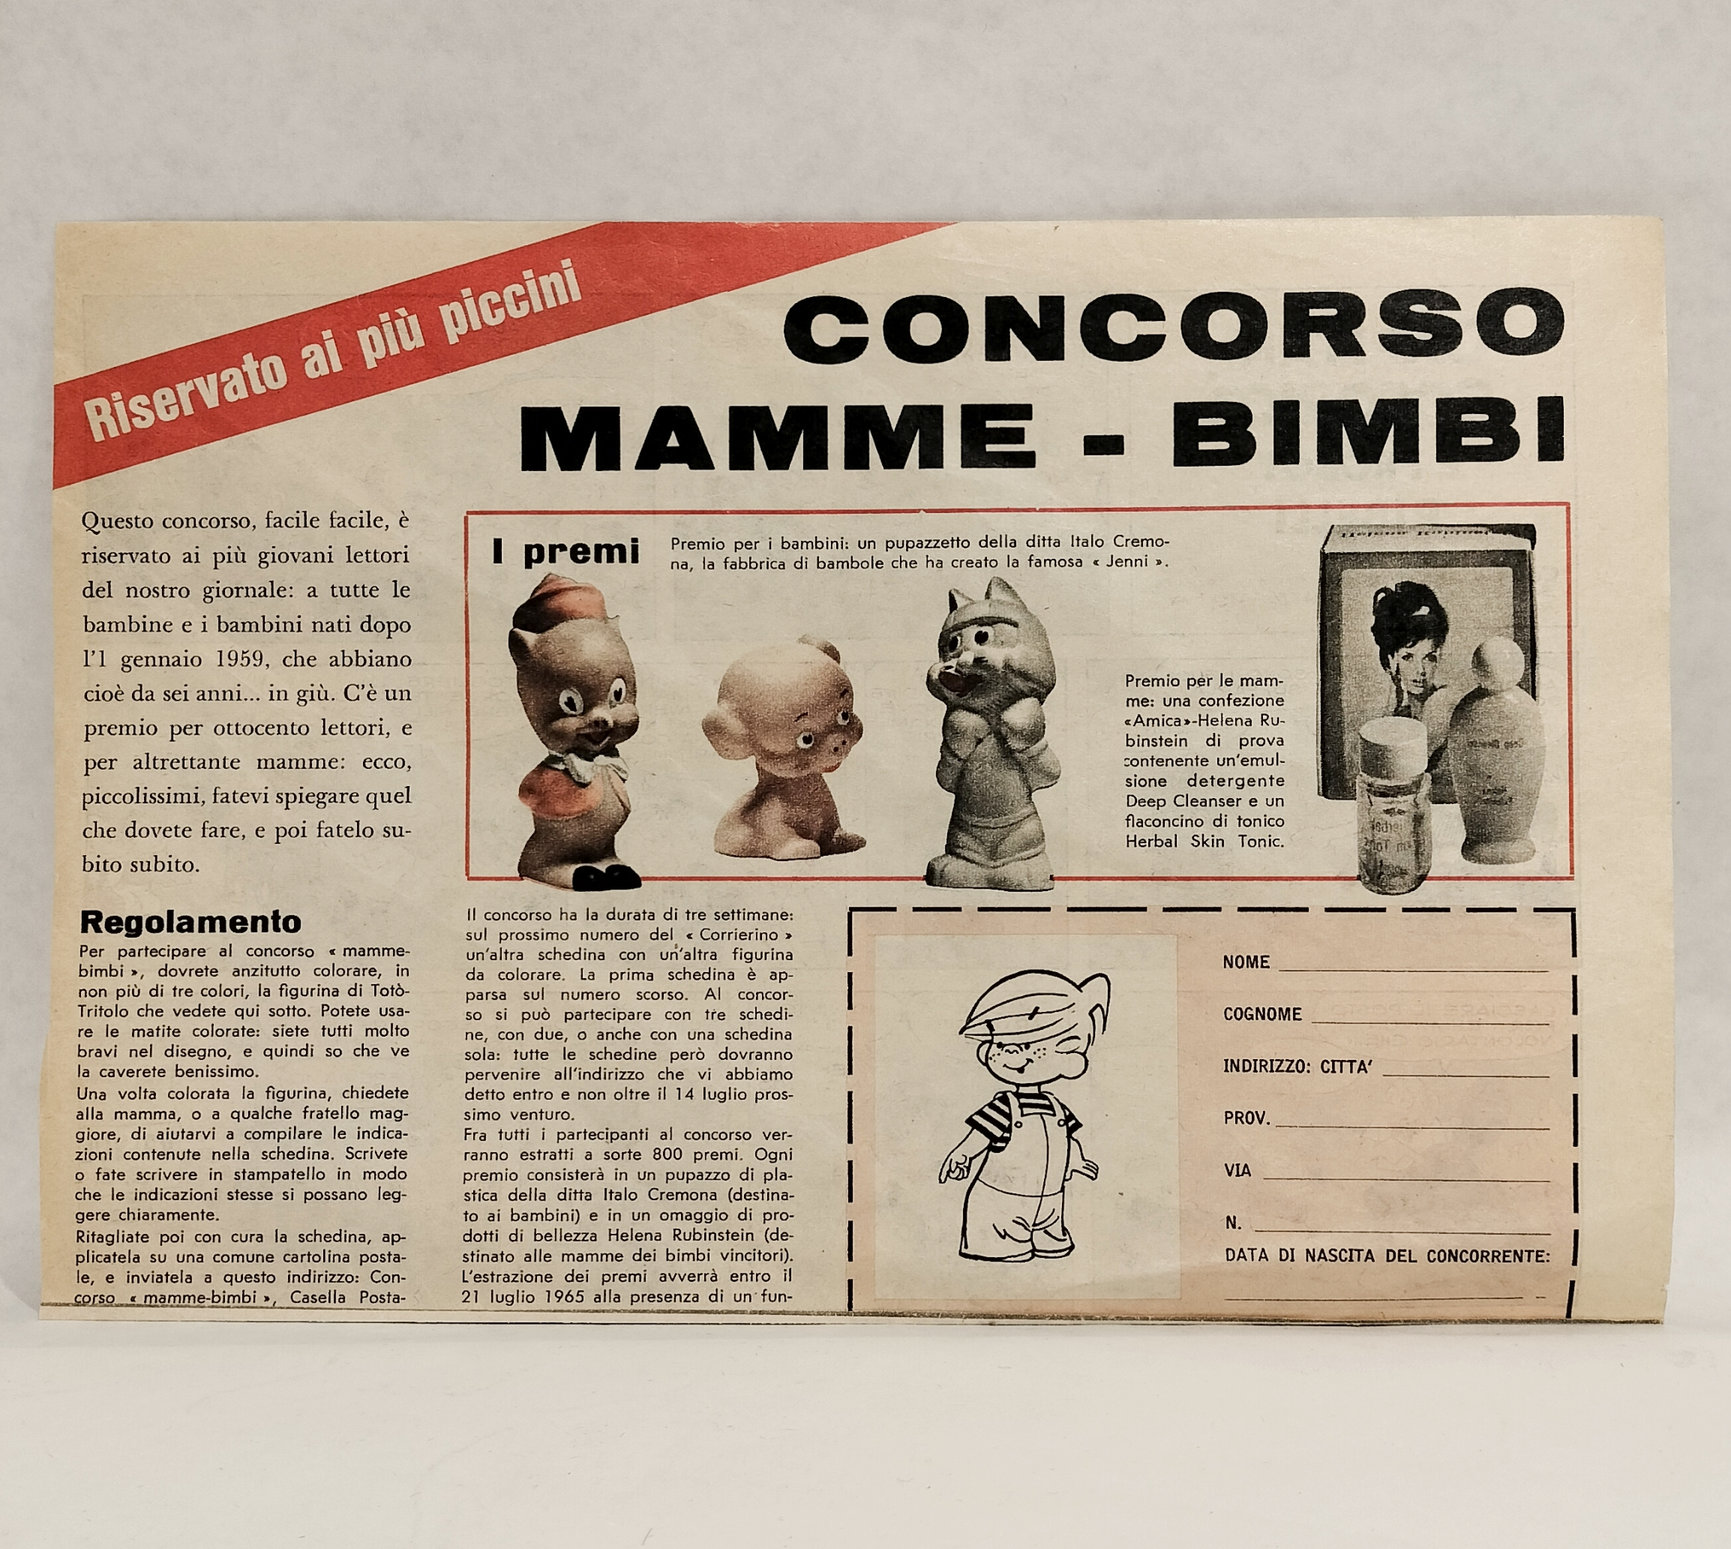 Riservato ai più piccini
CONCORSO
MAMME - BIMBI
Questo concorso, facile facile, è
riservato ai più giovani lettori
del nostro giornale: a tutte le
bambine e i bambini nati dopo
l'1 gennaio 1959, che abbiano
cioè da sei anni... in giù. C'è un
premio per ottocento lettori, e
per altrettante mamme: ecco,
piccolissimi, fatevi spiegare quel
che dovete fare, e poi fatelo su-
bito subito.
I premi
Premio per i bambini: un pupazzetto della ditta Italo Cremo-
na, la fabbrica di bambole che ha creato la famosa « Jenni ».
Premio per le mam-
me: una confezione
«Amica»-Helena Ru-
binstein di prova
contenente un'emul-
sione detergente
Deep Cleanser e un
flaconcino di tonico
Herbal Skin Tonic.
Regolamento
Per partecipare al concorso « mamme-
bimbi », dovrete anzitutto colorare, in
non più di tre colori, la figurina di Totò-
Tritolo che vedete qui sotto. Potete usa-
re le matite colorate: siete tutti molto
bravi nel disegno, e quindi so che ve
la caverete benissimo.
Una volta colorata la figurina, chiedete
alla mamma, o a qualche fratello mag-
giore, di aiutarvi a compilare le indica-
zioni contenute nella schedina. Scrivete
o fate scrivere in stampatello in modo
che le indicazioni stesse si possano leg-
gere chiaramente.
Ritagliate poi con cura la schedina, ap-
plicatela su una comune cartolina posta-
le, e inviatela a questo indirizzo: Con-
corso « mamme-bimbi », Casella Posta-
Il concorso ha la durata di tre settimane:
sul prossimo numero del « Corrierino »
un'altra schedina con un'altra figurina
da colorare. La prima schedina è ap-
parsa sul numero scorso. Al concor-
so si può partecipare con tre schedi-
ne, con due, o anche con una schedina
sola: tutte le schedine però dovranno
pervenire all'indirizzo che vi abbiamo
detto entro e non oltre il 14 luglio pros-
simo venturo.
Fra tutti i partecipanti al concorso ver-
ranno estratti a sorte 800 premi. Ogni
premio consisterà in un pupazzo di pla-
stica della ditta Italo Cremona (destina-
to ai bambini) e in un omaggio di pro-
dotti di bellezza Helena Rubinstein (de-
stinato alle mamme dei bimbi vincitori).
L'estrazione dei premi avverrà entro il
21 luglio 1965 alla presenza di un fun-
NOME
COGNOME
INDIRIZZO: CITTA'
PROV.
VIA
N.
DATA DI NASCITA DEL CONCORRENTE: